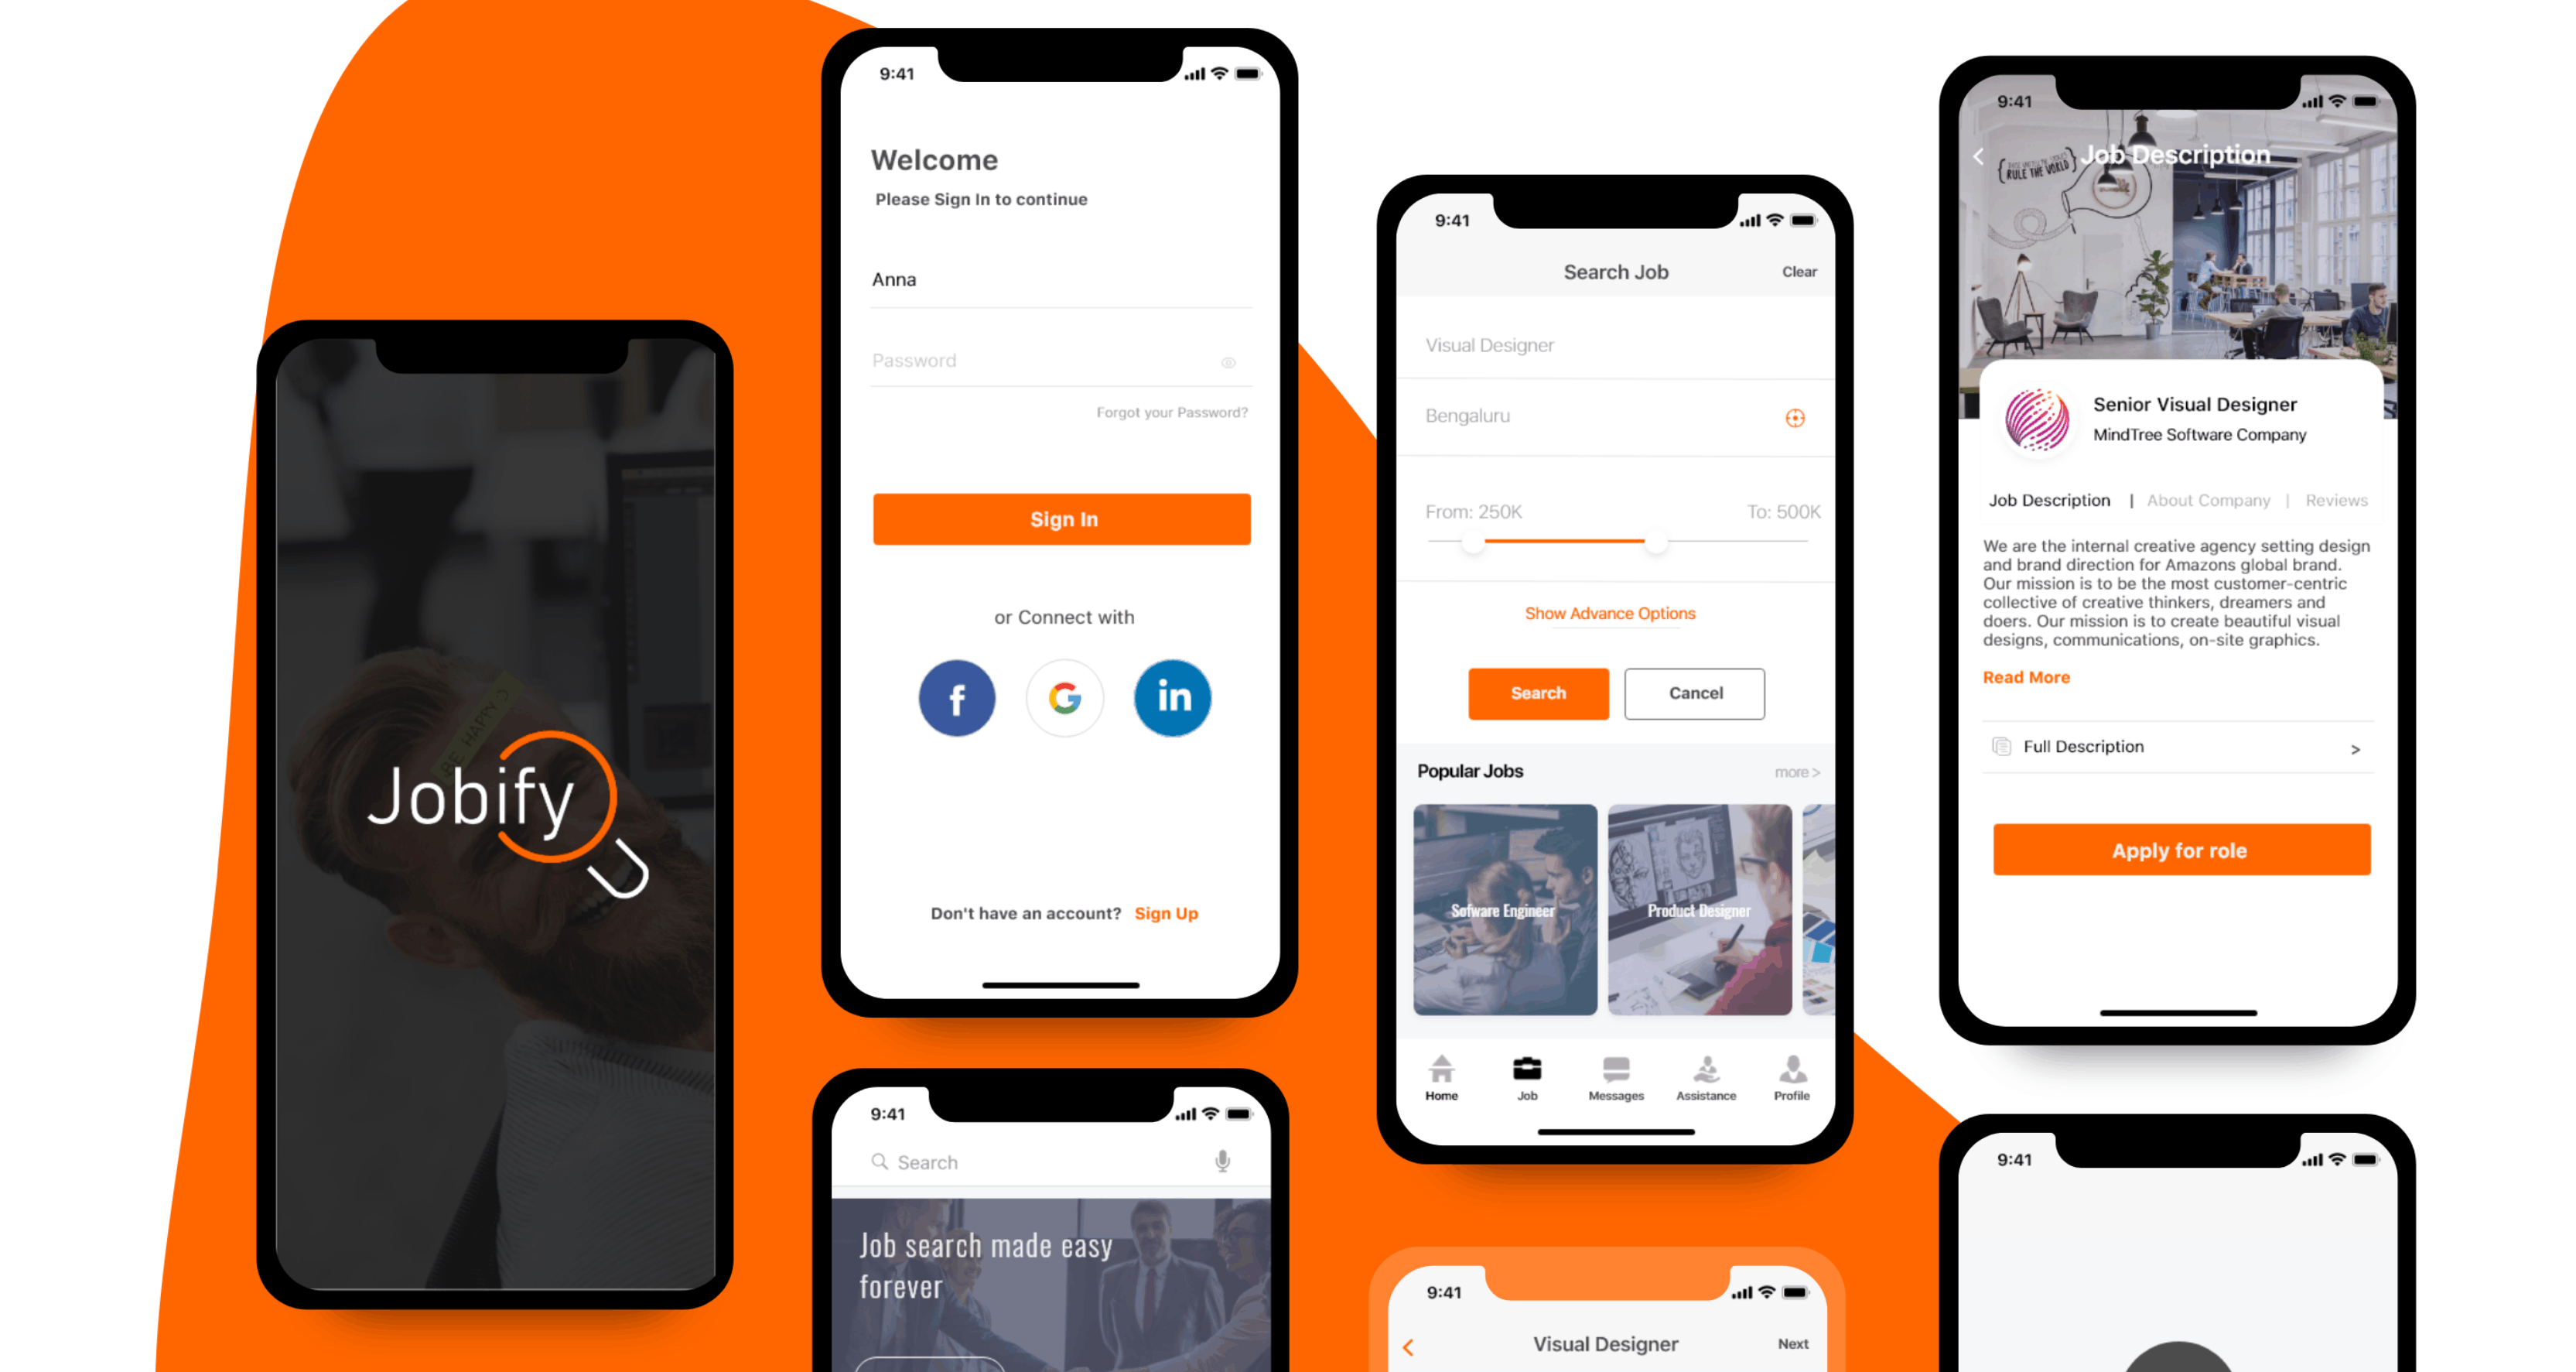 BE HAPPY:)
Jobify
9:41
Welcome
Please Sign In to continue
Anna
Password
Forgot your Password?
Sign In
or Connect with
f
G
in
Don't have an account? Sign Up
9:41
Search
Job search made easy
forever
9:41
Search Job
Clear
Visual Designer
Bengaluru
From: 250K
To: 500K
Show Advance Options
Search
Cancel
Popular Jobs
more >
Sofware Engineer
Product Designer
Home
Job
Messages
Assistance
Profile
9:41
Visual Designer
Next
9:41
Job Description
RULE THE WORLD
Senior Visual Designer
MindTree Software Company
Job Description | About Company | Reviews
We are the internal creative agency setting design
and brand direction for Amazons global brand.
Our mission is to be the most customer-centric
collective of creative thinkers, dreamers and
doers. Our mission is to create beautiful visual
designs, communications, on-site graphics.
Read More
Full Description >
Apply for role
9:41